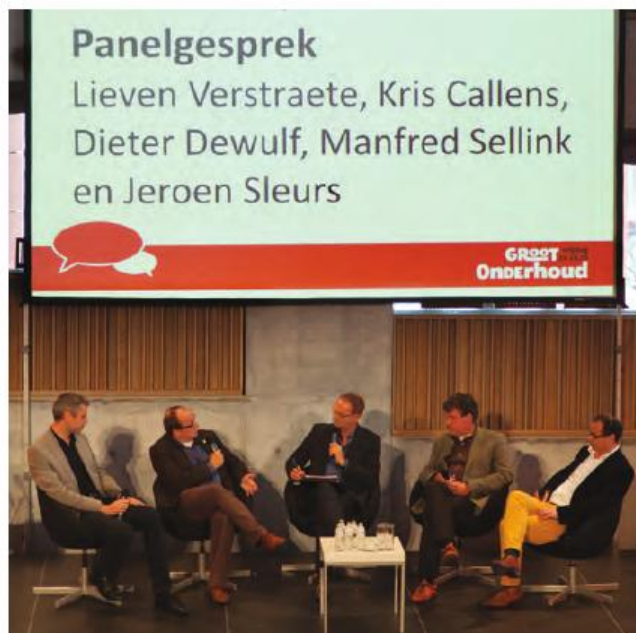 Panelgesprek
Lieven Verstraete, Kris Callens,
Dieter Dewulf, Manfred Sellink
en Jeroen Sleurs
GROOT
ONDERHOUD